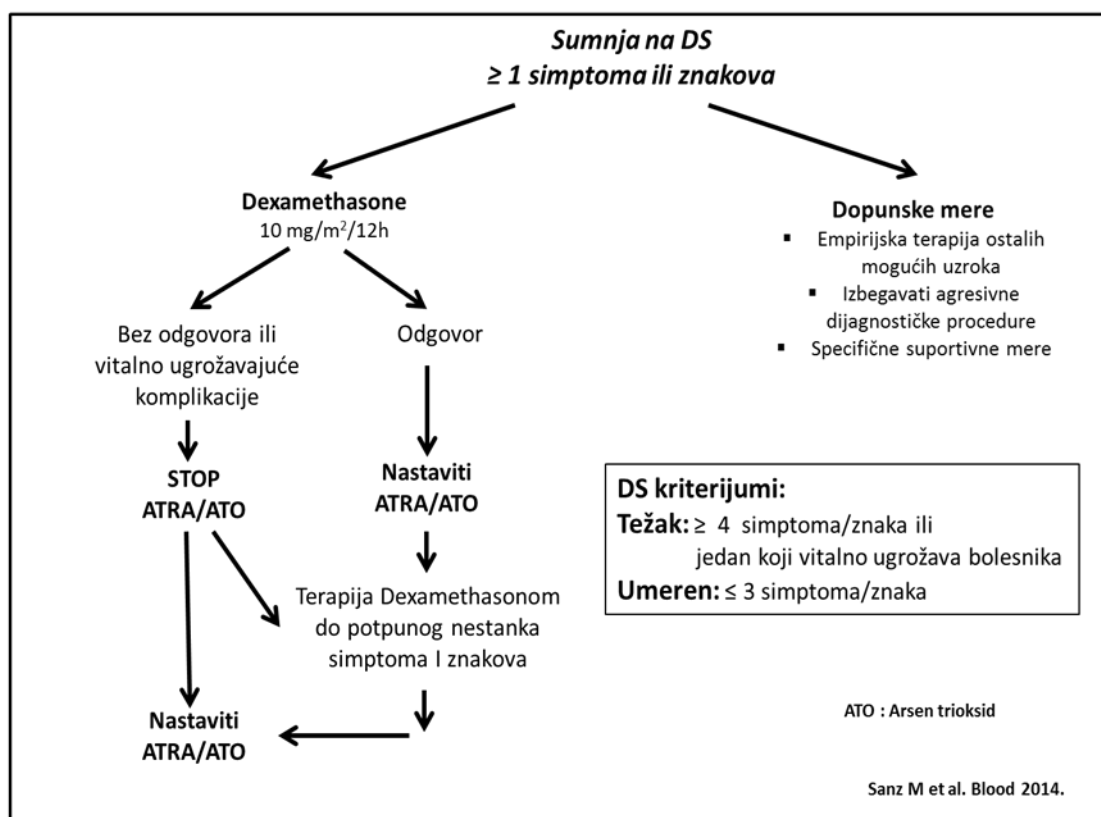 Sumnja na DS
≥ 1 simptoma ili znakova
Dexamethasone
10 mg/m²/12h
Bez odgovora ili
vitalno ugrožavajuće
komplikacije
Odgovor
STOP
ATRA/ATO
Nastaviti
ATRA/ATO
Terapija Dexamethasonom
do potpunog nestanka
simptoma I znakova
Nastaviti
ATRA/ATO
Dopunske mere
▪ Empirijska terapija ostalih
mogućih uzroka
▪ Izbegavati agresivne
dijagnostičke procedure
▪ Specifične suportivne mere
DS kriterijumi:
Težak: ≥ 4 simptoma/znaka ili
jedan koji vitalno ugrožava bolesnika
Umeren: ≤ 3 simptoma/znaka
ATO : Arsen trioksid
Sanz M et al. Blood 2014.